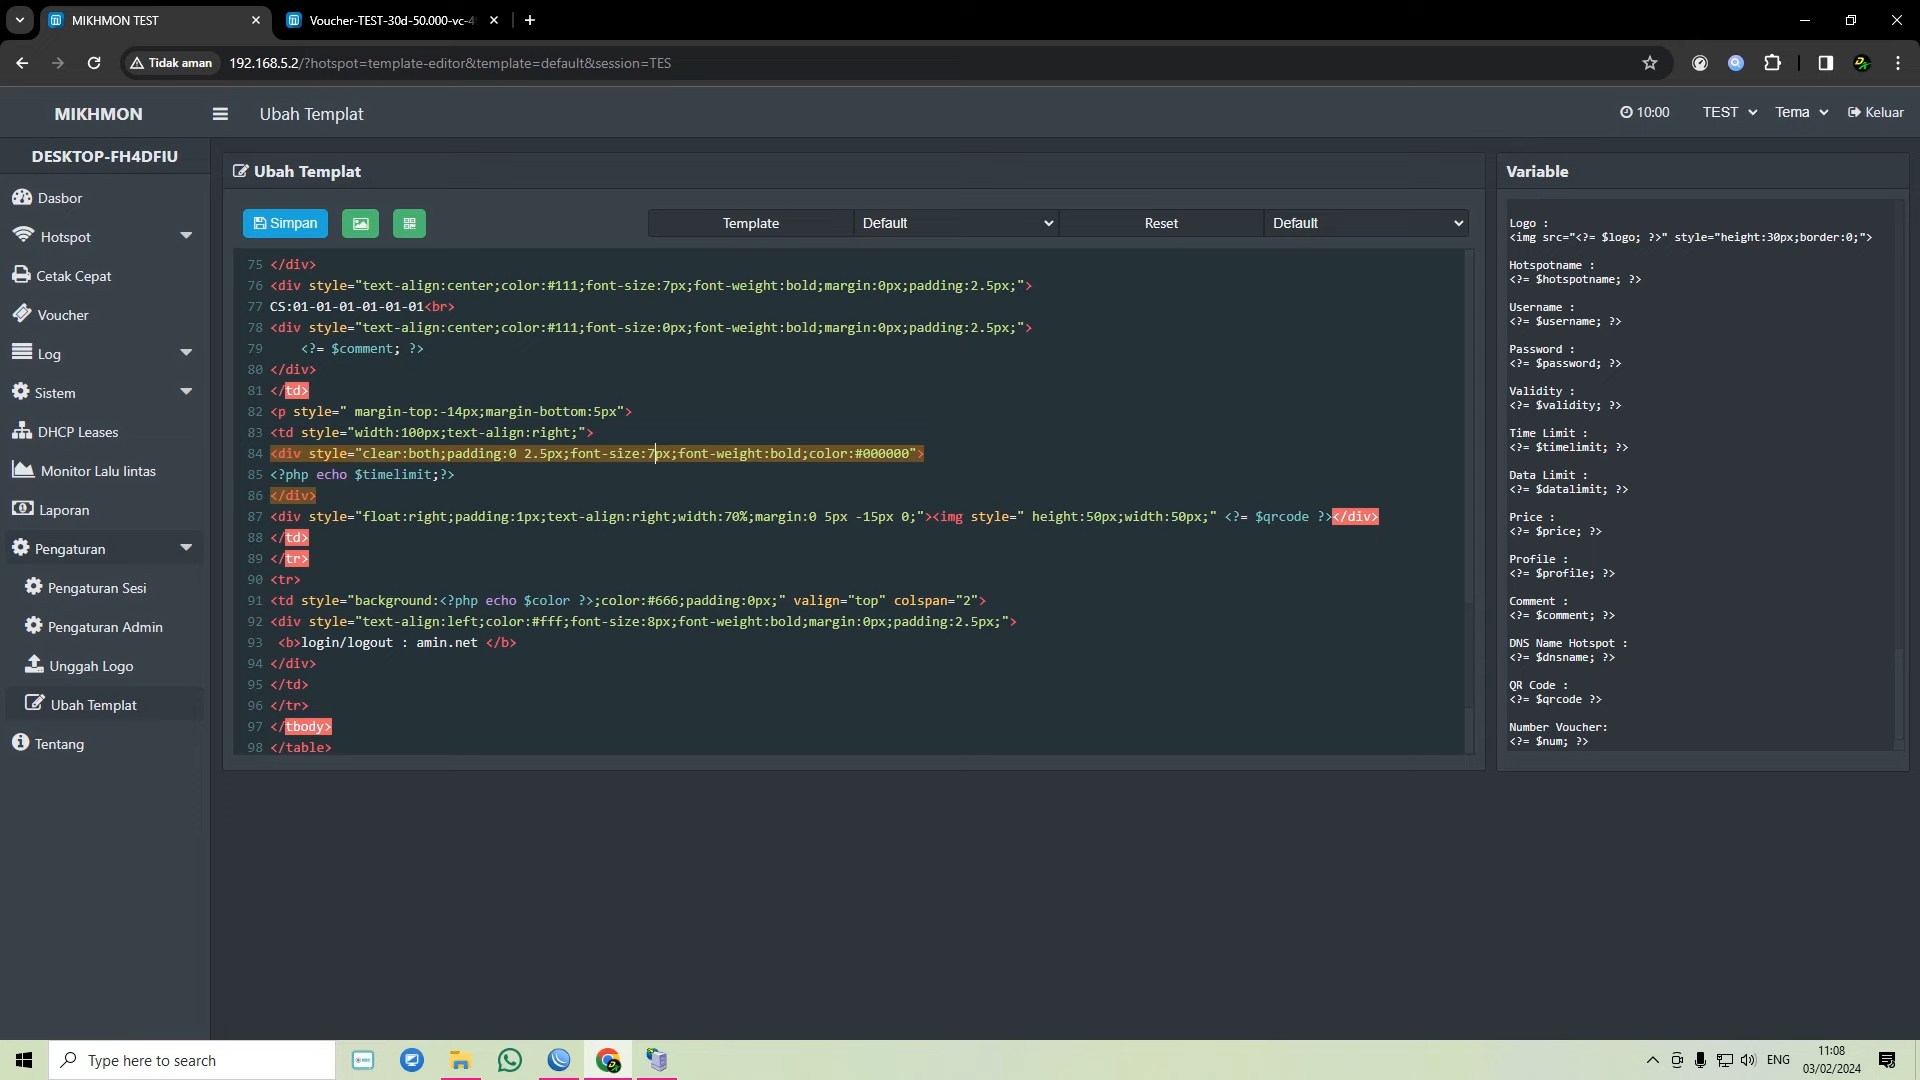 MIKHMON TEST
Voucher-TEST-30d-50.000-vc-4
Tidak aman
192.168.5.2/?hotspot=template-editor&template=default&session=TES
MIKHMON
Ubah Templat
10:00
TEST
Tema
Keluar
DESKTOP-FH4DFIU
Dasbor
Hotspot
Cetak Cepat
Voucher
Log
Sistem
DHCP Leases
Monitor Lalu lintas
Laporan
Pengaturan
Pengaturan Sesi
Pengaturan Admin
Unggah Logo
Ubah Templat
Tentang
Ubah Templat
Simpan
Template
Default
Reset
Default
75 </div>
76 <div style="text-align:center;color:#111;font-size:7px;font-weight:bold;margin:0px;padding:2.5px;">
77 CS:01-01-01-01-01-01<br>
78 <div style="text-align:center;color:#111;font-size:0px;font-weight:bold;margin:0px;padding:2.5px;">
79     <?= $comment; ?>
80 </div>
81 </td>
82 <p style=" margin-top:-14px;margin-bottom:5px">
83 <td style="width:100px;text-align:right;">
84 <div style="clear:both;padding:0 2.5px;font-size:7px;font-weight:bold;color:#000000">
85 <?php echo $timelimit;?>
86 </div>
87 <div style="float:right;padding:1px;text-align:right;width:70%;margin:0 5px -15px 0;"><img style=" height:50px;width:50px;" <?= $qrcode ?></div>
88 </td>
89 </tr>
90 <tr>
91 <td style="background:<?php echo $color ?>;color:#666;padding:0px;" valign="top" colspan="2">
92 <div style="text-align:left;color:#fff;font-size:8px;font-weight:bold;margin:0px;padding:2.5px;">
93  <b>login/logout : amin.net </b>
94 </div>
95 </td>
96 </tr>
97 </tbody>
98 </table>
Variable
Logo :
<img src="<?= $logo; ?>" style="height:30px;border:0;">
Hotspotname :
<?= $hotspotname; ?>
Username :
<?= $username; ?>
Password :
<?= $password; ?>
Validity :
<?= $validity; ?>
Time Limit :
<?= $timelimit; ?>
Data Limit :
<?= $datalimit; ?>
Price :
<?= $price; ?>
Profile :
<?= $profile; ?>
Comment :
<?= $comment; ?>
DNS Name Hotspot :
<?= $dnsname; ?>
QR Code :
<?= $qrcode ?>
Number Voucher:
<?= $num; ?>
Type here to search
ENG
11:08
03/02/2024